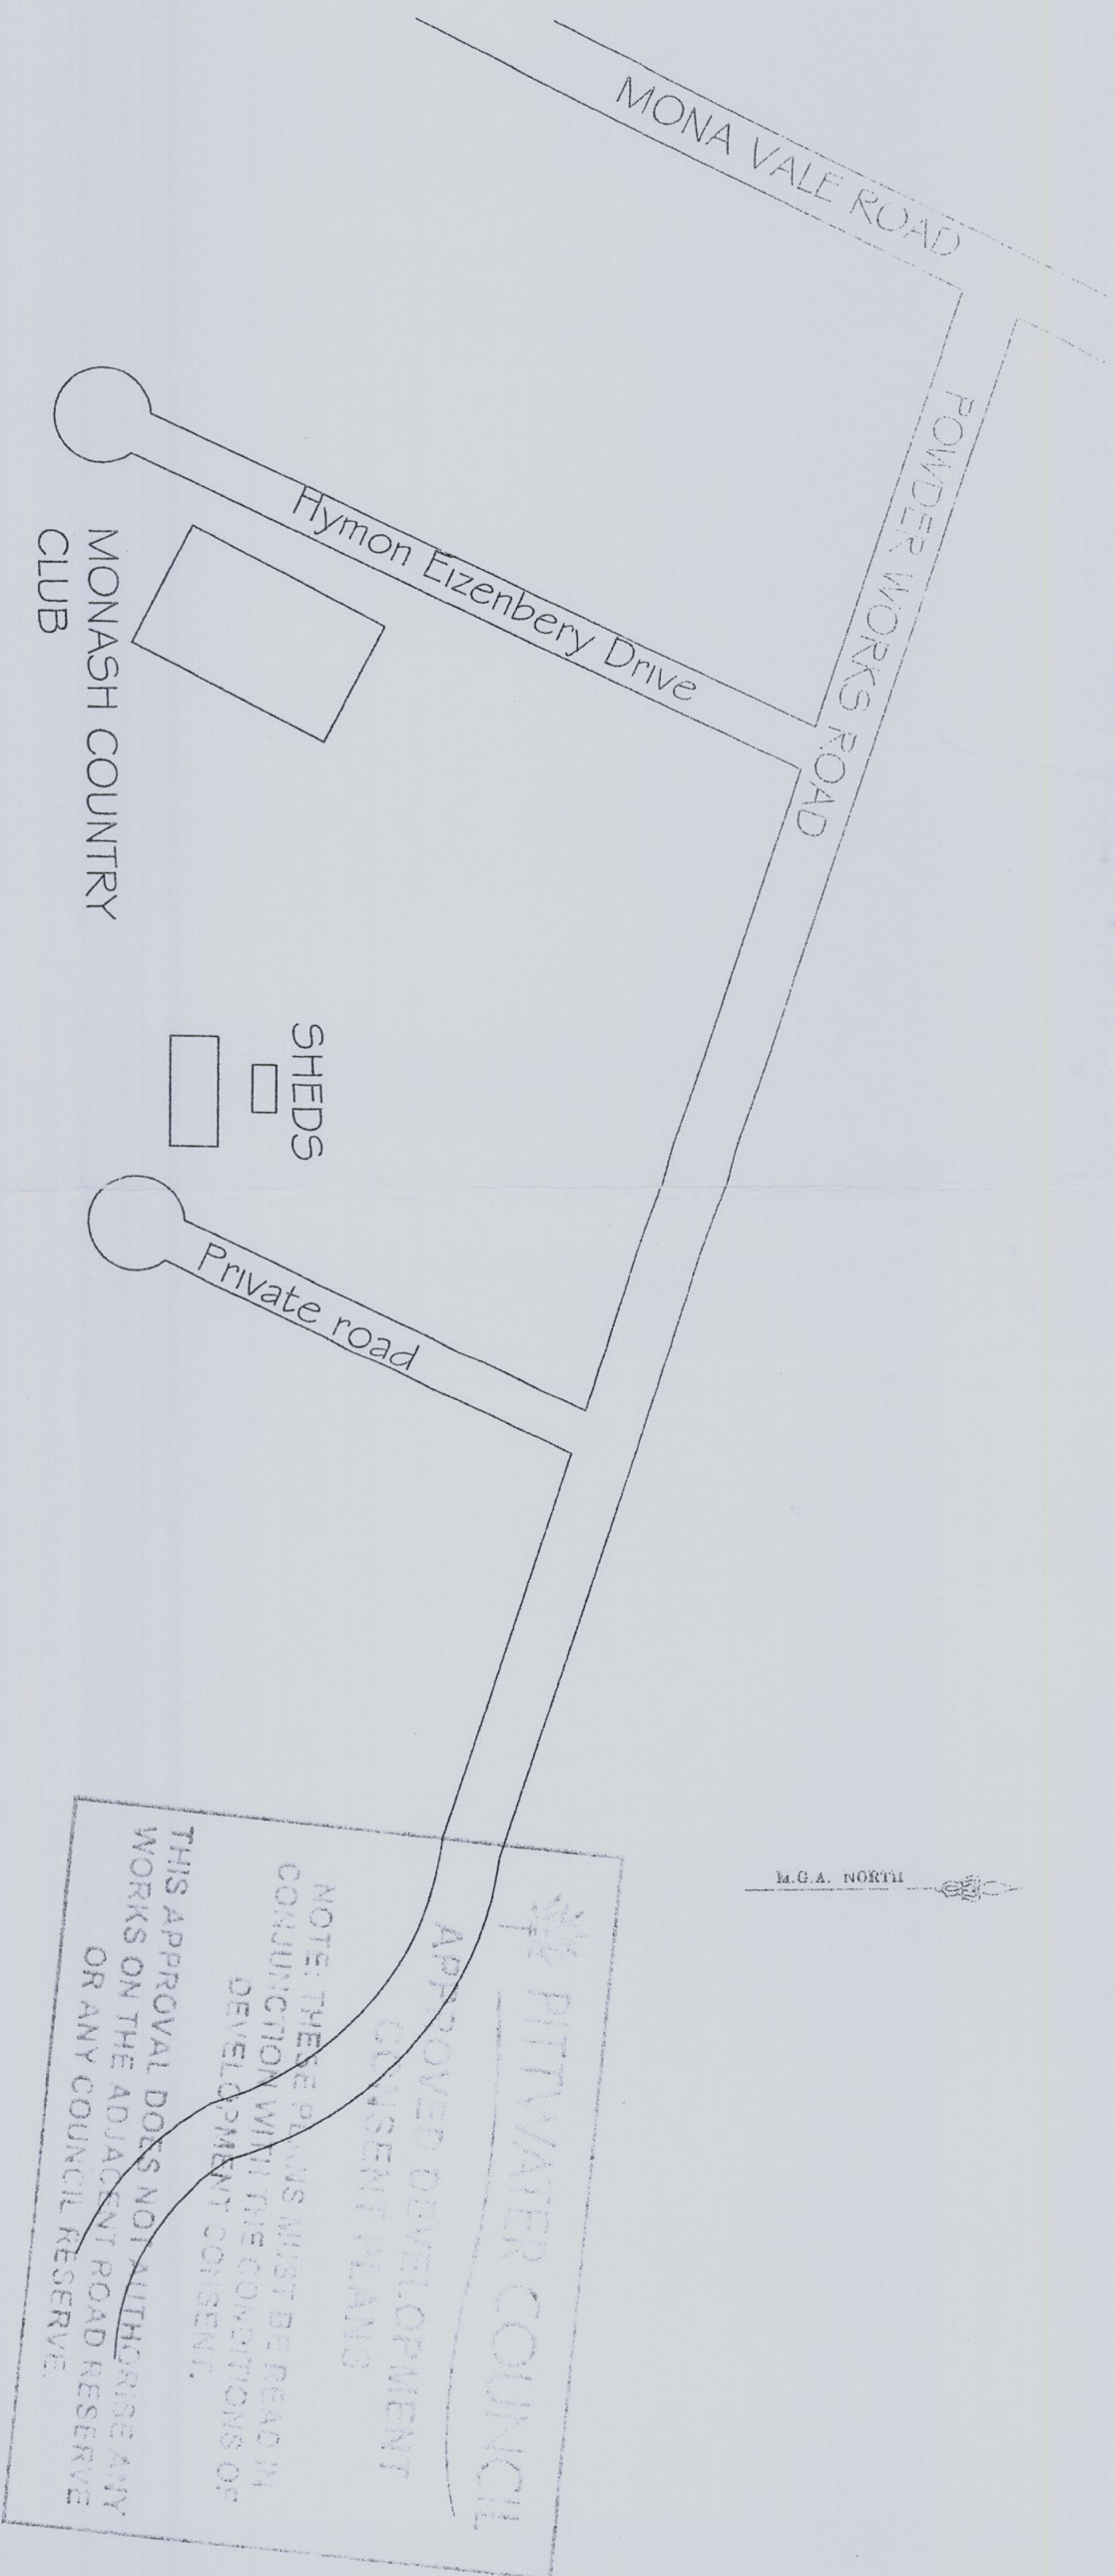 MONA VALE ROAD
POWDER WORKS ROAD
Hymon Eizenbery Drive
MONASH COUNTRY
CLUB
SHEDS
Private road
M.G.A. NORTH
PITTWATER COUNCIL
APPROVED DEVELOPMENT
CONSENT PLANS
NOTE: THESE PLANS MUST BE READ IN
CONJUNCTION WITH THE CONDITIONS OF
DEVELOPMENT CONSENT.
THIS APPROVAL DOES NOT AUTHORISE ANY
WORKS ON THE ADJACENT ROAD RESERVE
OR ANY COUNCIL RESERVE.